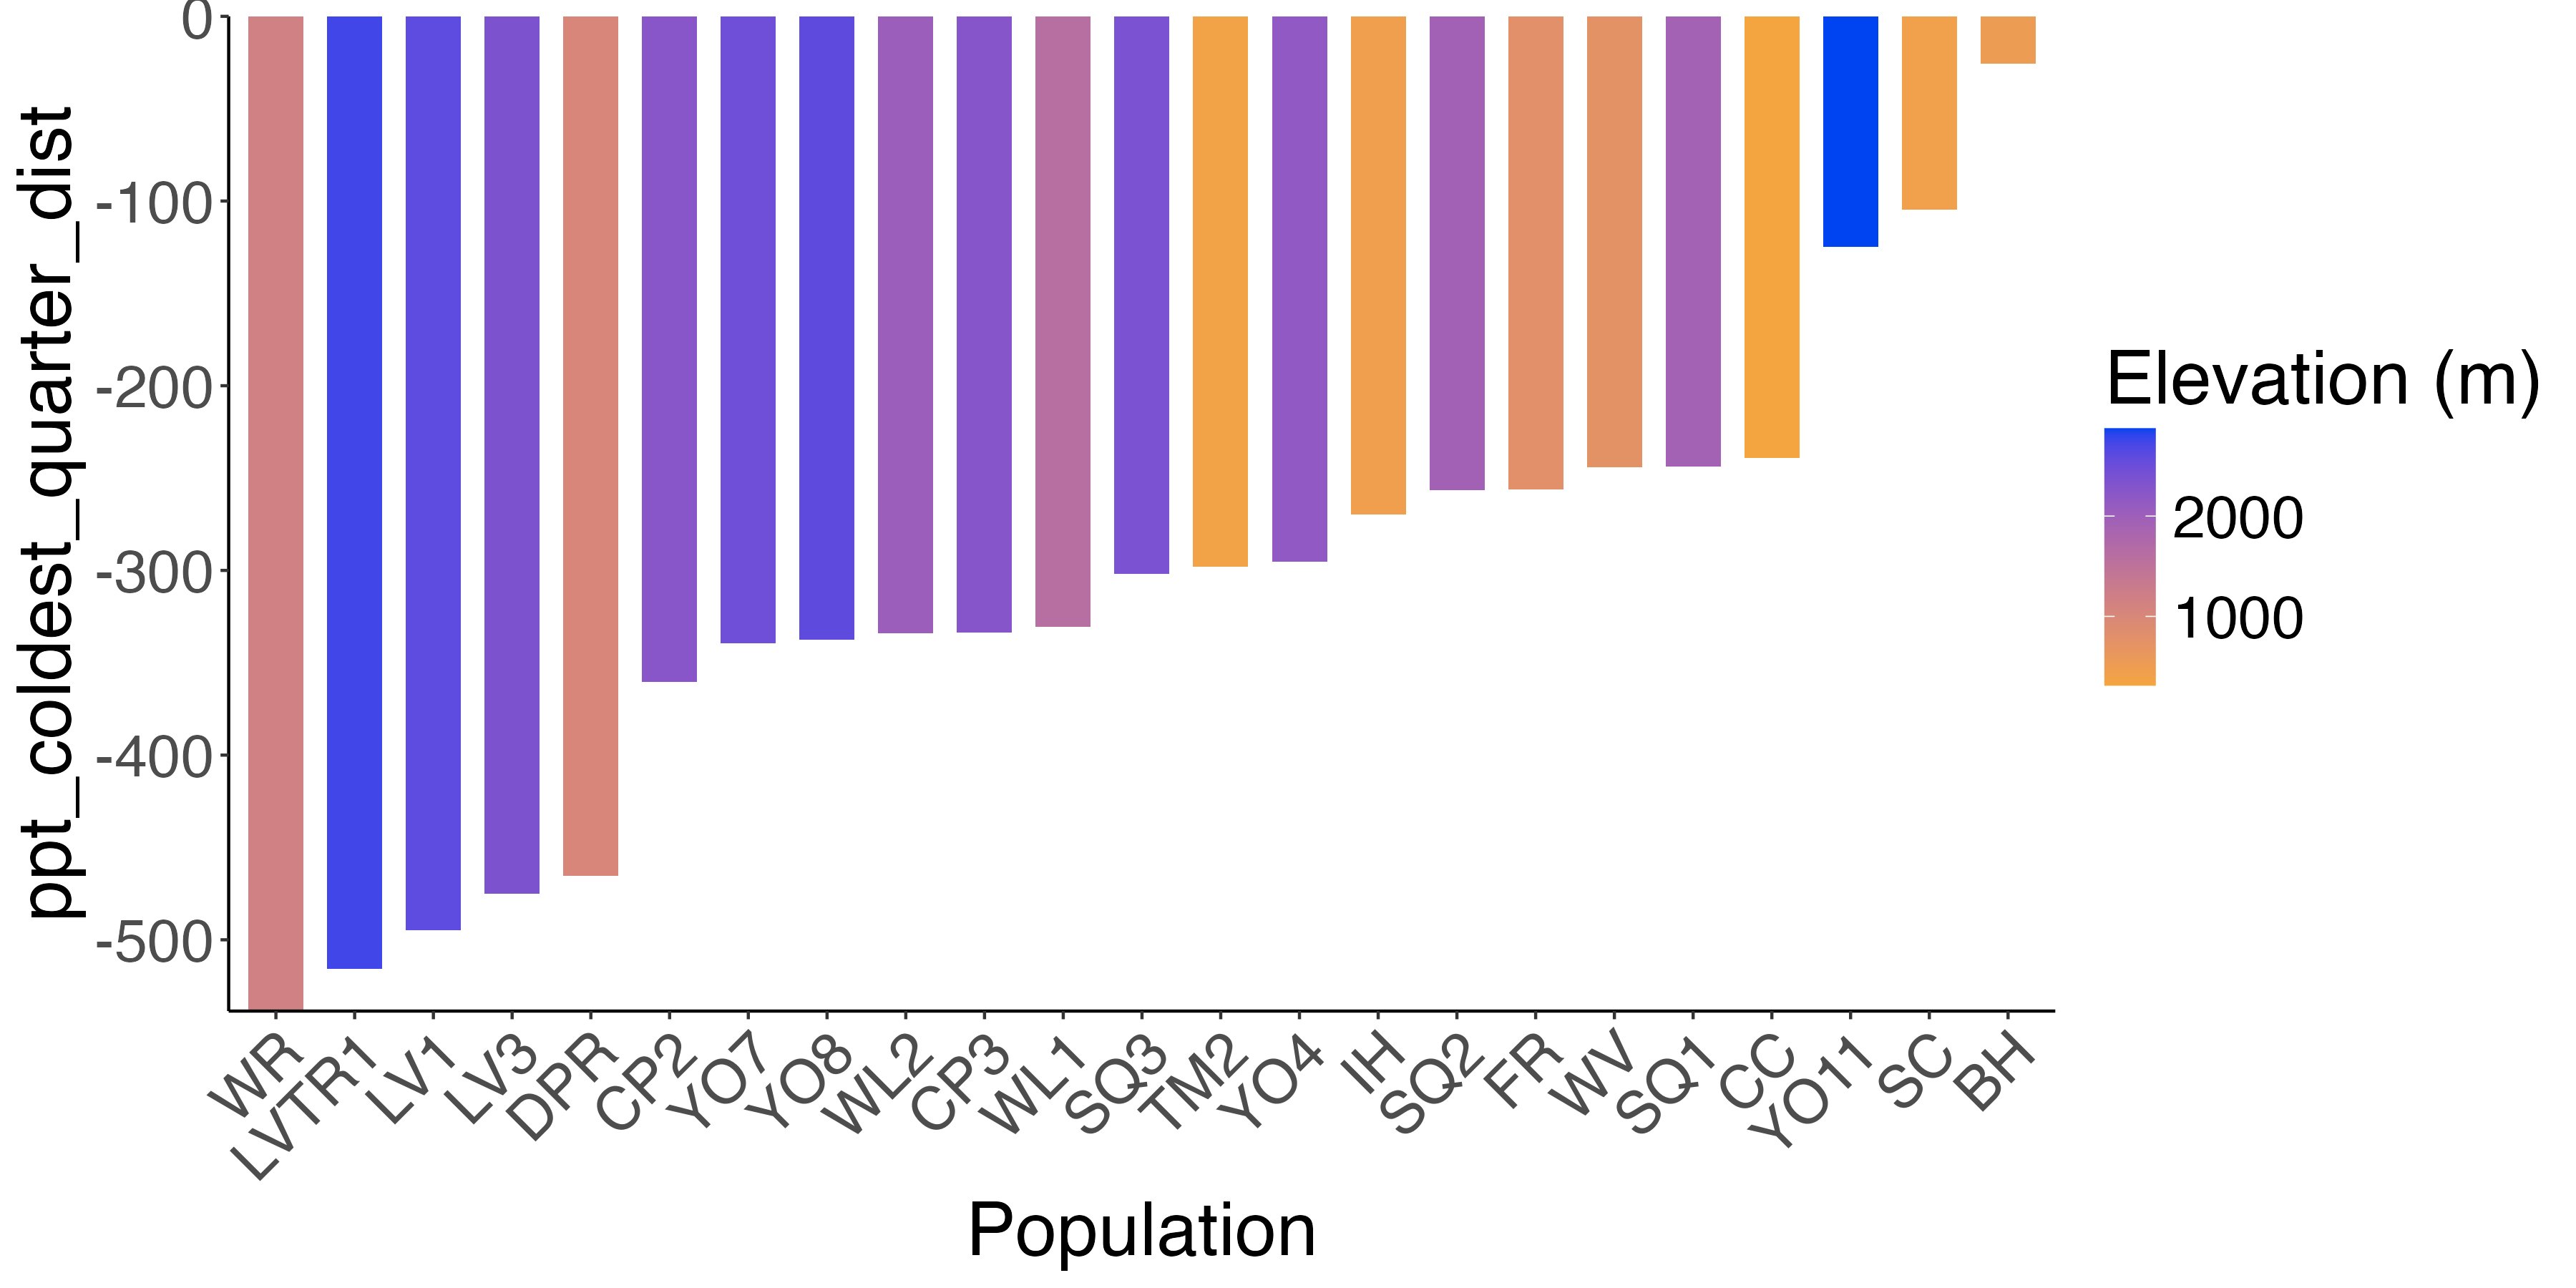 ppt_coldest_quarter_dist
0
-100
-200
-300
-400
-500
WR
LVTR1
LV1
LV3
DPR
CP2
YO7
YO8
WL2
CP3
WL1
SQ3
TM2
YO4
IH
SQ2
FR
WV
SQ1
CC
YO11
SC
BH
Population
Elevation (m)
2000
1000